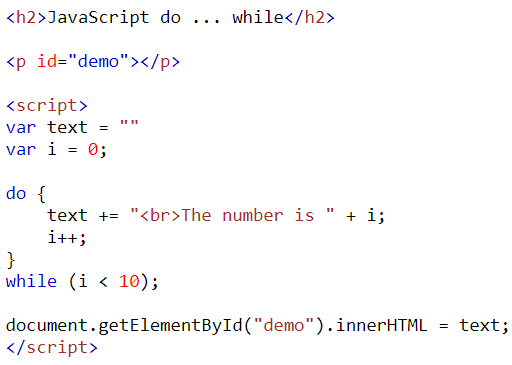 <h2>JavaScript do ... while</h2>
<p id="demo"></p>
<script>
var text = ""
var i = 0;
do {
    text += "<br>The number is " + i;
    i++;
}
while (i < 10);
document.getElementById("demo").innerHTML = text;
</script>